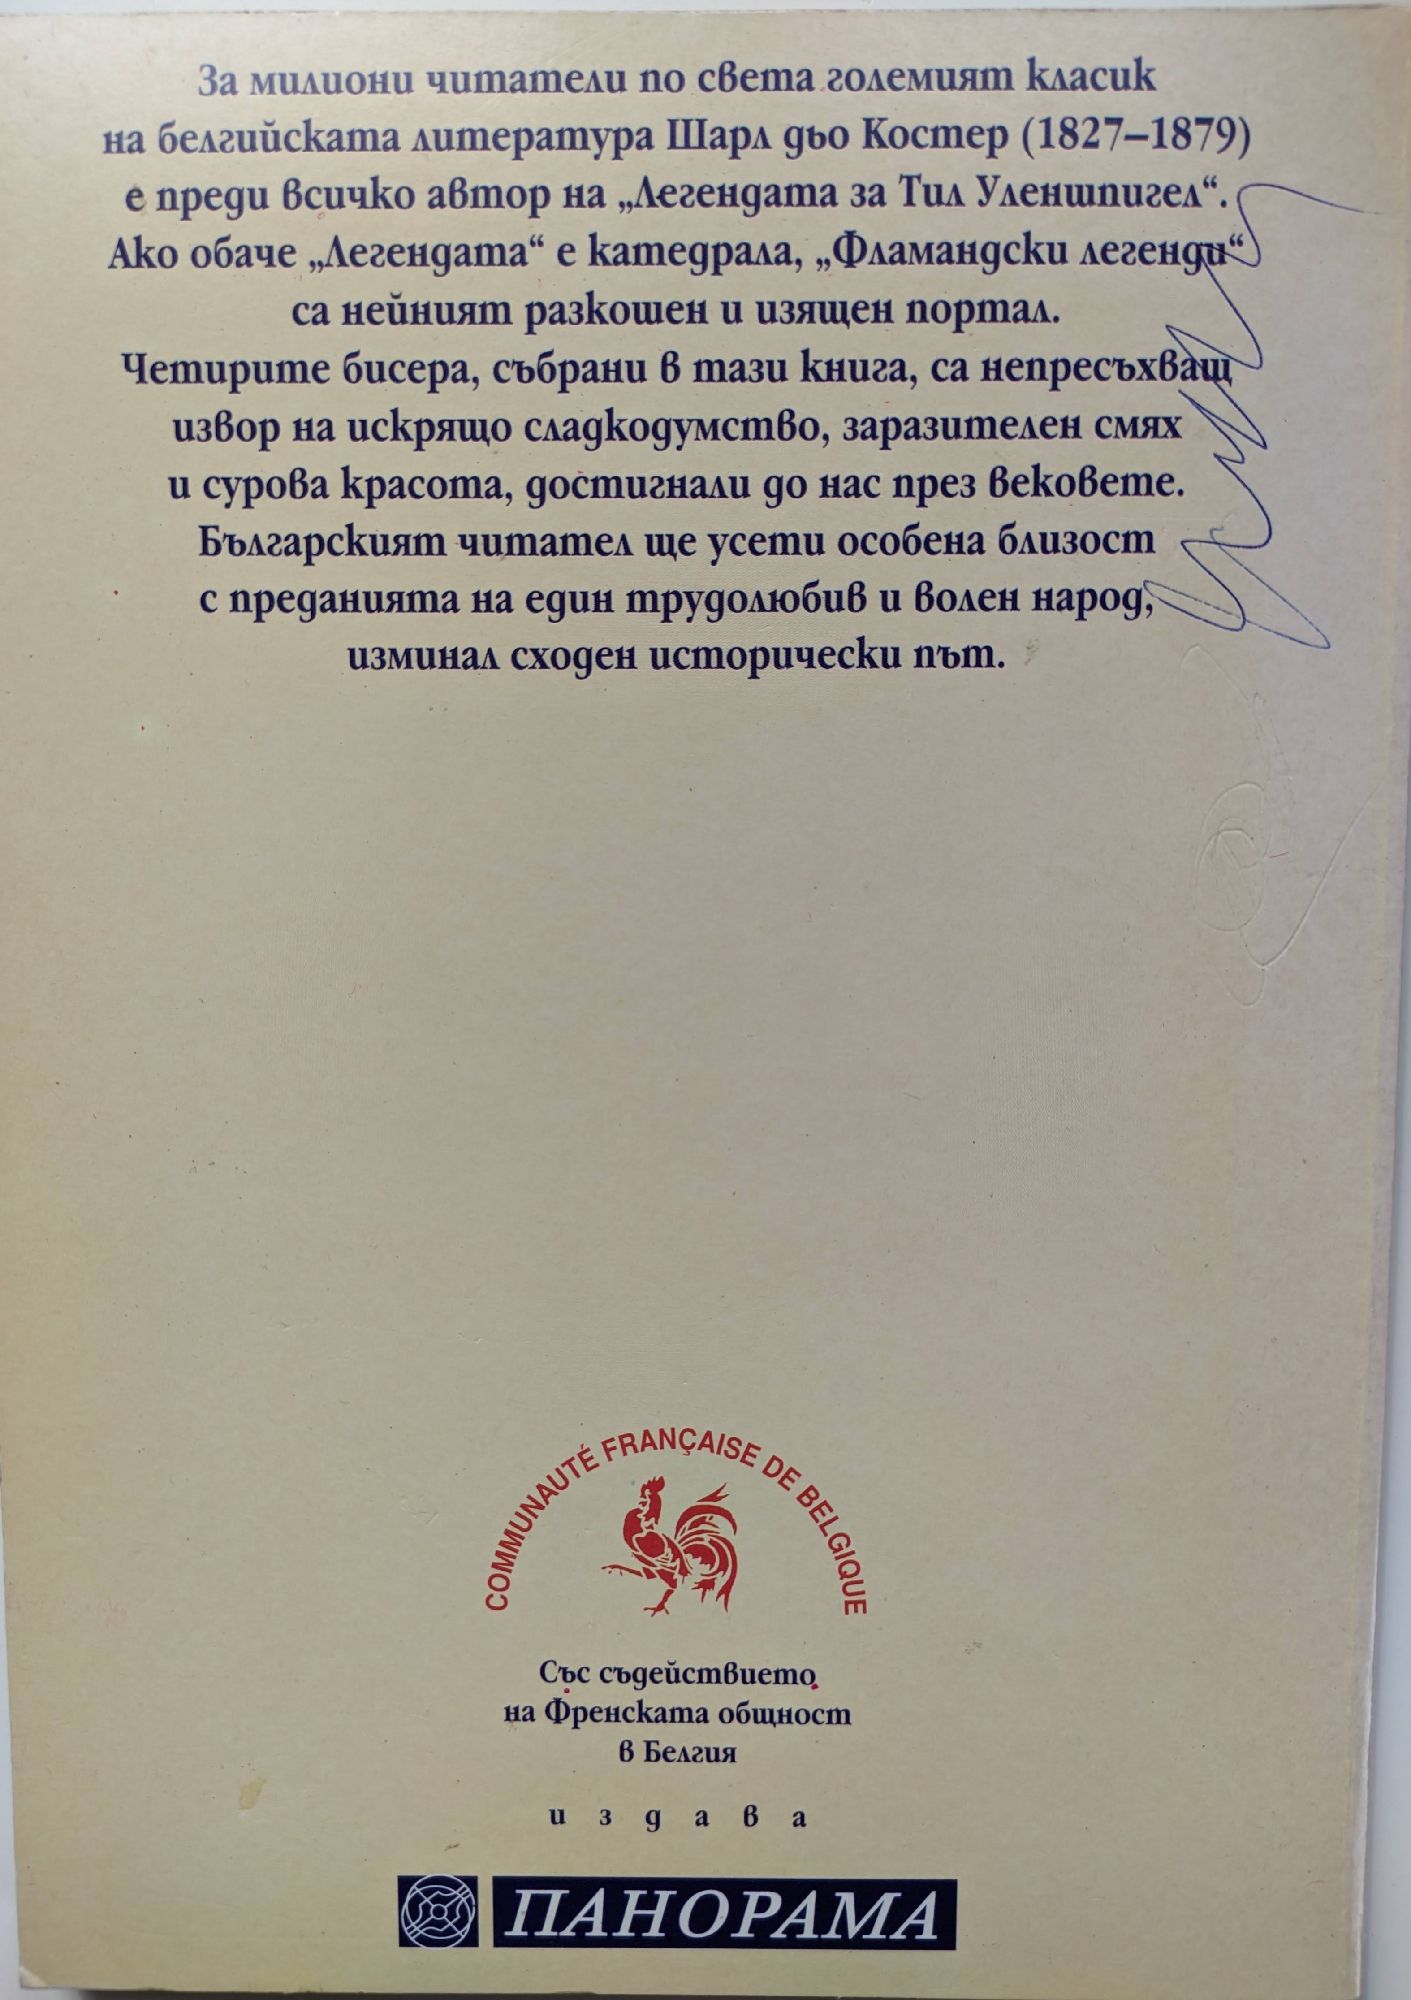 За милиони читатели по света големият класик
на белгийската литература Шарл дьо Костер (1827–1879)
е преди всичко автор на „Легендата за Тил Уленшпигел“.
Ако обаче „Легендата“ е катедрала, „Фламандски легенди“
са нейният разкошен и изящен портал.
Четирите бисера, събрани в тази книга, са непресъхващ
извор на искрящо сладкодумство, заразителен смях
и сурова красота, достигнали до нас през вековете.
Българският читател ще усети особена близост
с преданията на един трудолюбив и волен народ,
изминал сходен исторически път.
COMMUNAUTÉ FRANÇAISE DE BELGIQUE
Със съдействието
на Френската общност
в Белгия
издава
ПАНОРАМА